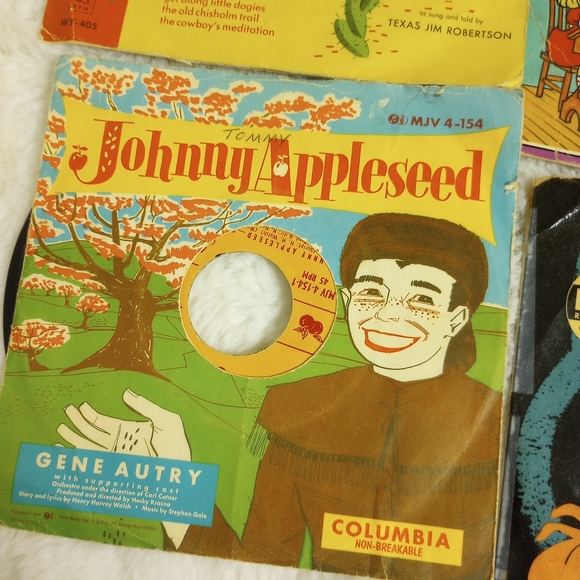 get along little dogies
the old chisholm trail
the cowboy's meditation
WY-405
as sung and told by
TEXAS JIM ROBERTSON
MJV 4-154
TOMMY
Johnny Appleseed
45 RPM
MJV 4-154-1
GENE AUTRY
with supporting cast
Orchestra under the direction of Carl Cotner
Produced and directed by Hecky Krasno
Story and lyrics by Henry Harvey Walsh • Music by Stephen Gale
COLUMBIA
NON-BREAKABLE